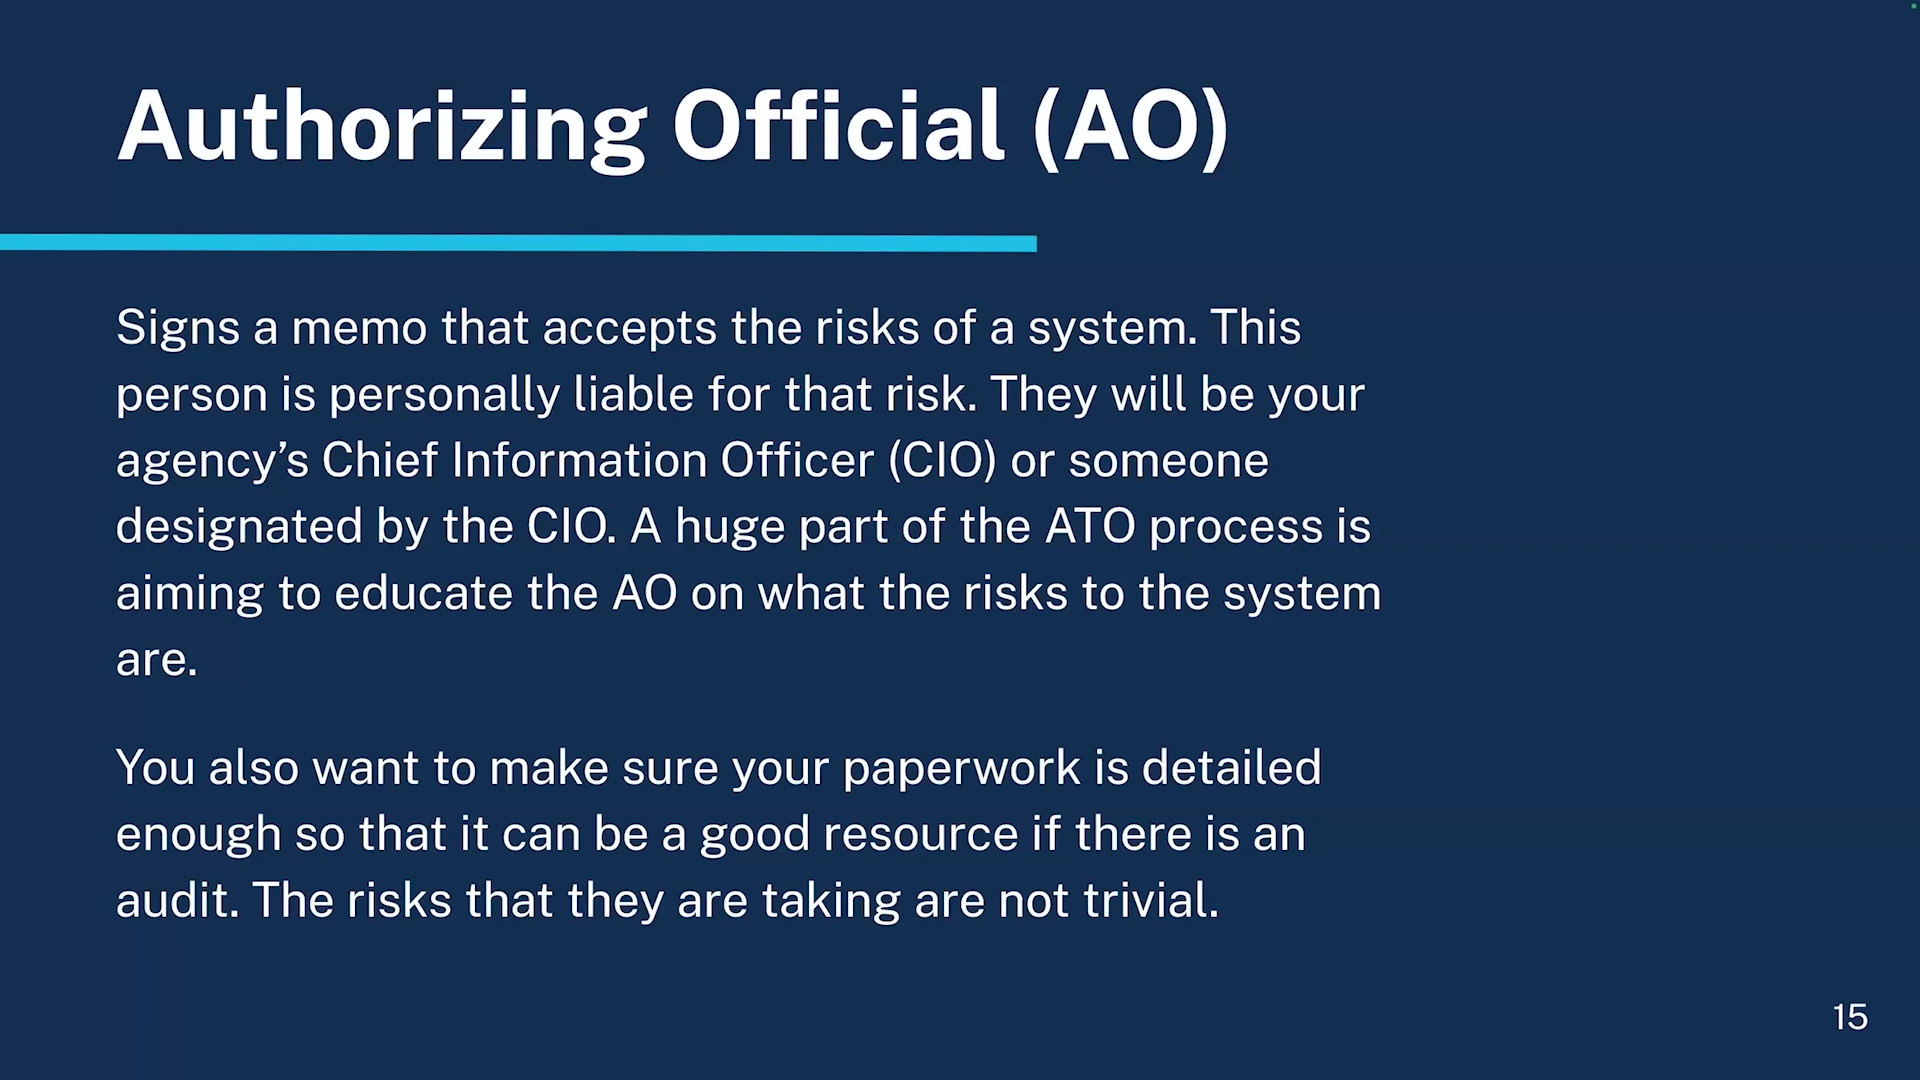 Authorizing Official (AO)
Signs a memo that accepts the risks of a system. This
person is personally liable for that risk. They will be your
agency’s Chief Information Officer (CIO) or someone
designated by the CIO. A huge part of the ATO process is
aiming to educate the AO on what the risks to the system
are.
You also want to make sure your paperwork is detailed
enough so that it can be a good resource if there is an
audit. The risks that they are taking are not trivial.
15